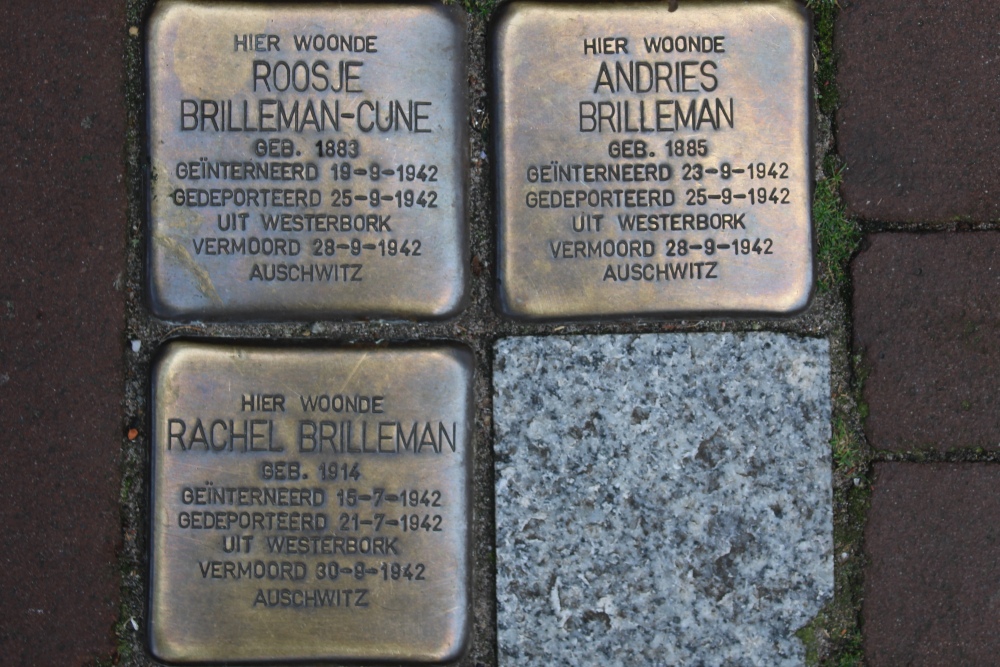 HIER WOONDE
ROOSJE
BRILLEMAN-CUNE
GEB. 1883
GEÏNTERNEERD 19-9-1942
GEDEPORTEERD 25-9-1942
UIT WESTERBORK
VERMOORD 28-9-1942
AUSCHWITZ
HIER WOONDE
ANDRIES
BRILLEMAN
GEB. 1885
GEÏNTERNEERD 23-9-1942
GEDEPORTEERD 25-9-1942
UIT WESTERBORK
VERMOORD 28-9-1942
AUSCHWITZ
HIER WOONDE
RACHEL BRILLEMAN
GEB. 1914
GEÏNTERNEERD 15-7-1942
GEDEPORTEERD 21-7-1942
UIT WESTERBORK
VERMOORD 30-9-1942
AUSCHWITZ